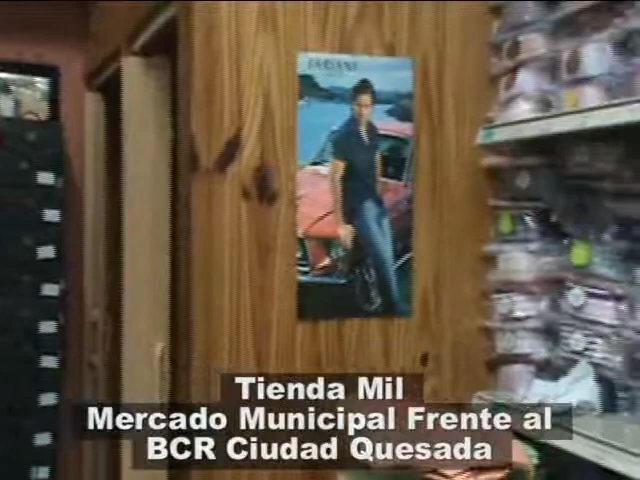 Tienda Mil
Mercado Municipal Frente al
BCR Ciudad Quesada